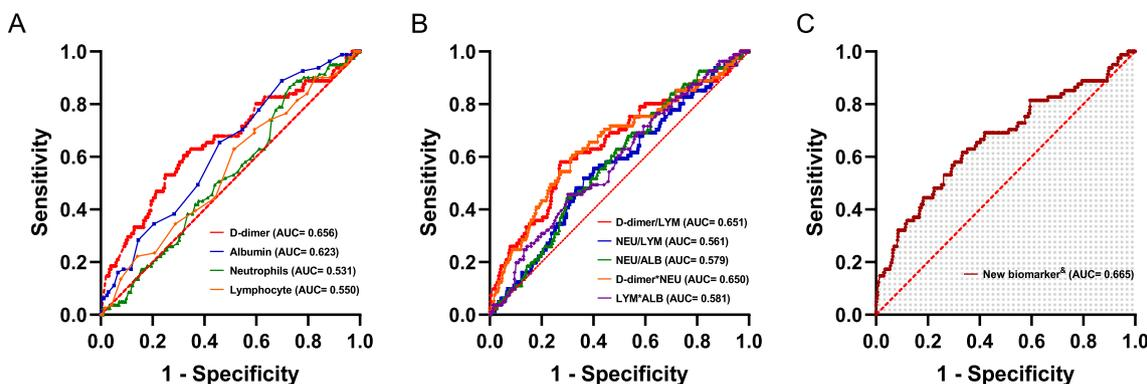 A
1.0
0.8
0.6
0.4
0.2
0.0
Sensitivity
D-dimer (AUC= 0.656)
Albumin (AUC= 0.623)
Neutrophils (AUC= 0.531)
Lymphocyte (AUC= 0.550)
0.0 0.2 0.4 0.6 0.8 1.0
1 - Specificity
B
1.0
0.8
0.6
0.4
0.2
0.0
Sensitivity
D-dimer/LYM (AUC= 0.651)
NEU/LYM (AUC= 0.561)
NEU/ALB (AUC= 0.579)
D-dimer*NEU (AUC= 0.650)
LYM*ALB (AUC= 0.581)
0.0 0.2 0.4 0.6 0.8 1.0
1 - Specificity
C
1.0
0.8
0.6
0.4
0.2
0.0
Sensitivity
New biomarker& (AUC= 0.665)
0.0 0.2 0.4 0.6 0.8 1.0
1 - Specificity